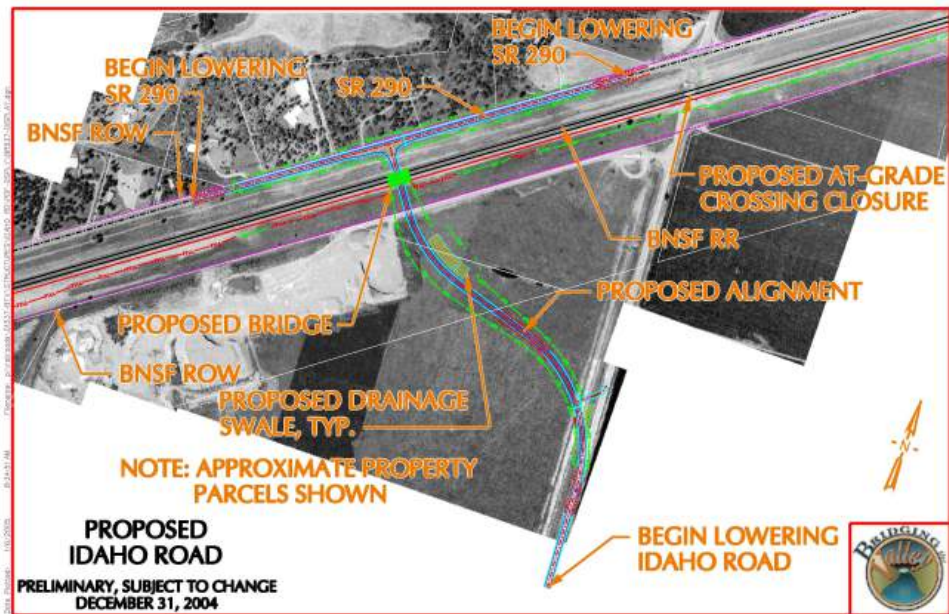 BEGIN LOWERING
SR 290
BEGIN LOWERING
SR 290
SR 290
BNSF ROW
PROPOSED AT-GRADE
CROSSING CLOSURE
BNSF RR
PROPOSED ALIGNMENT
PROPOSED BRIDGE
BNSF ROW
PROPOSED DRAINAGE
SWALE, TYP.
NOTE: APPROXIMATE PROPERTY
PARCELS SHOWN
PROPOSED
IDAHO ROAD
PRELIMINARY, SUBJECT TO CHANGE
DECEMBER 31, 2004
BEGIN LOWERING
IDAHO ROAD
N
BRIDGING
Valley